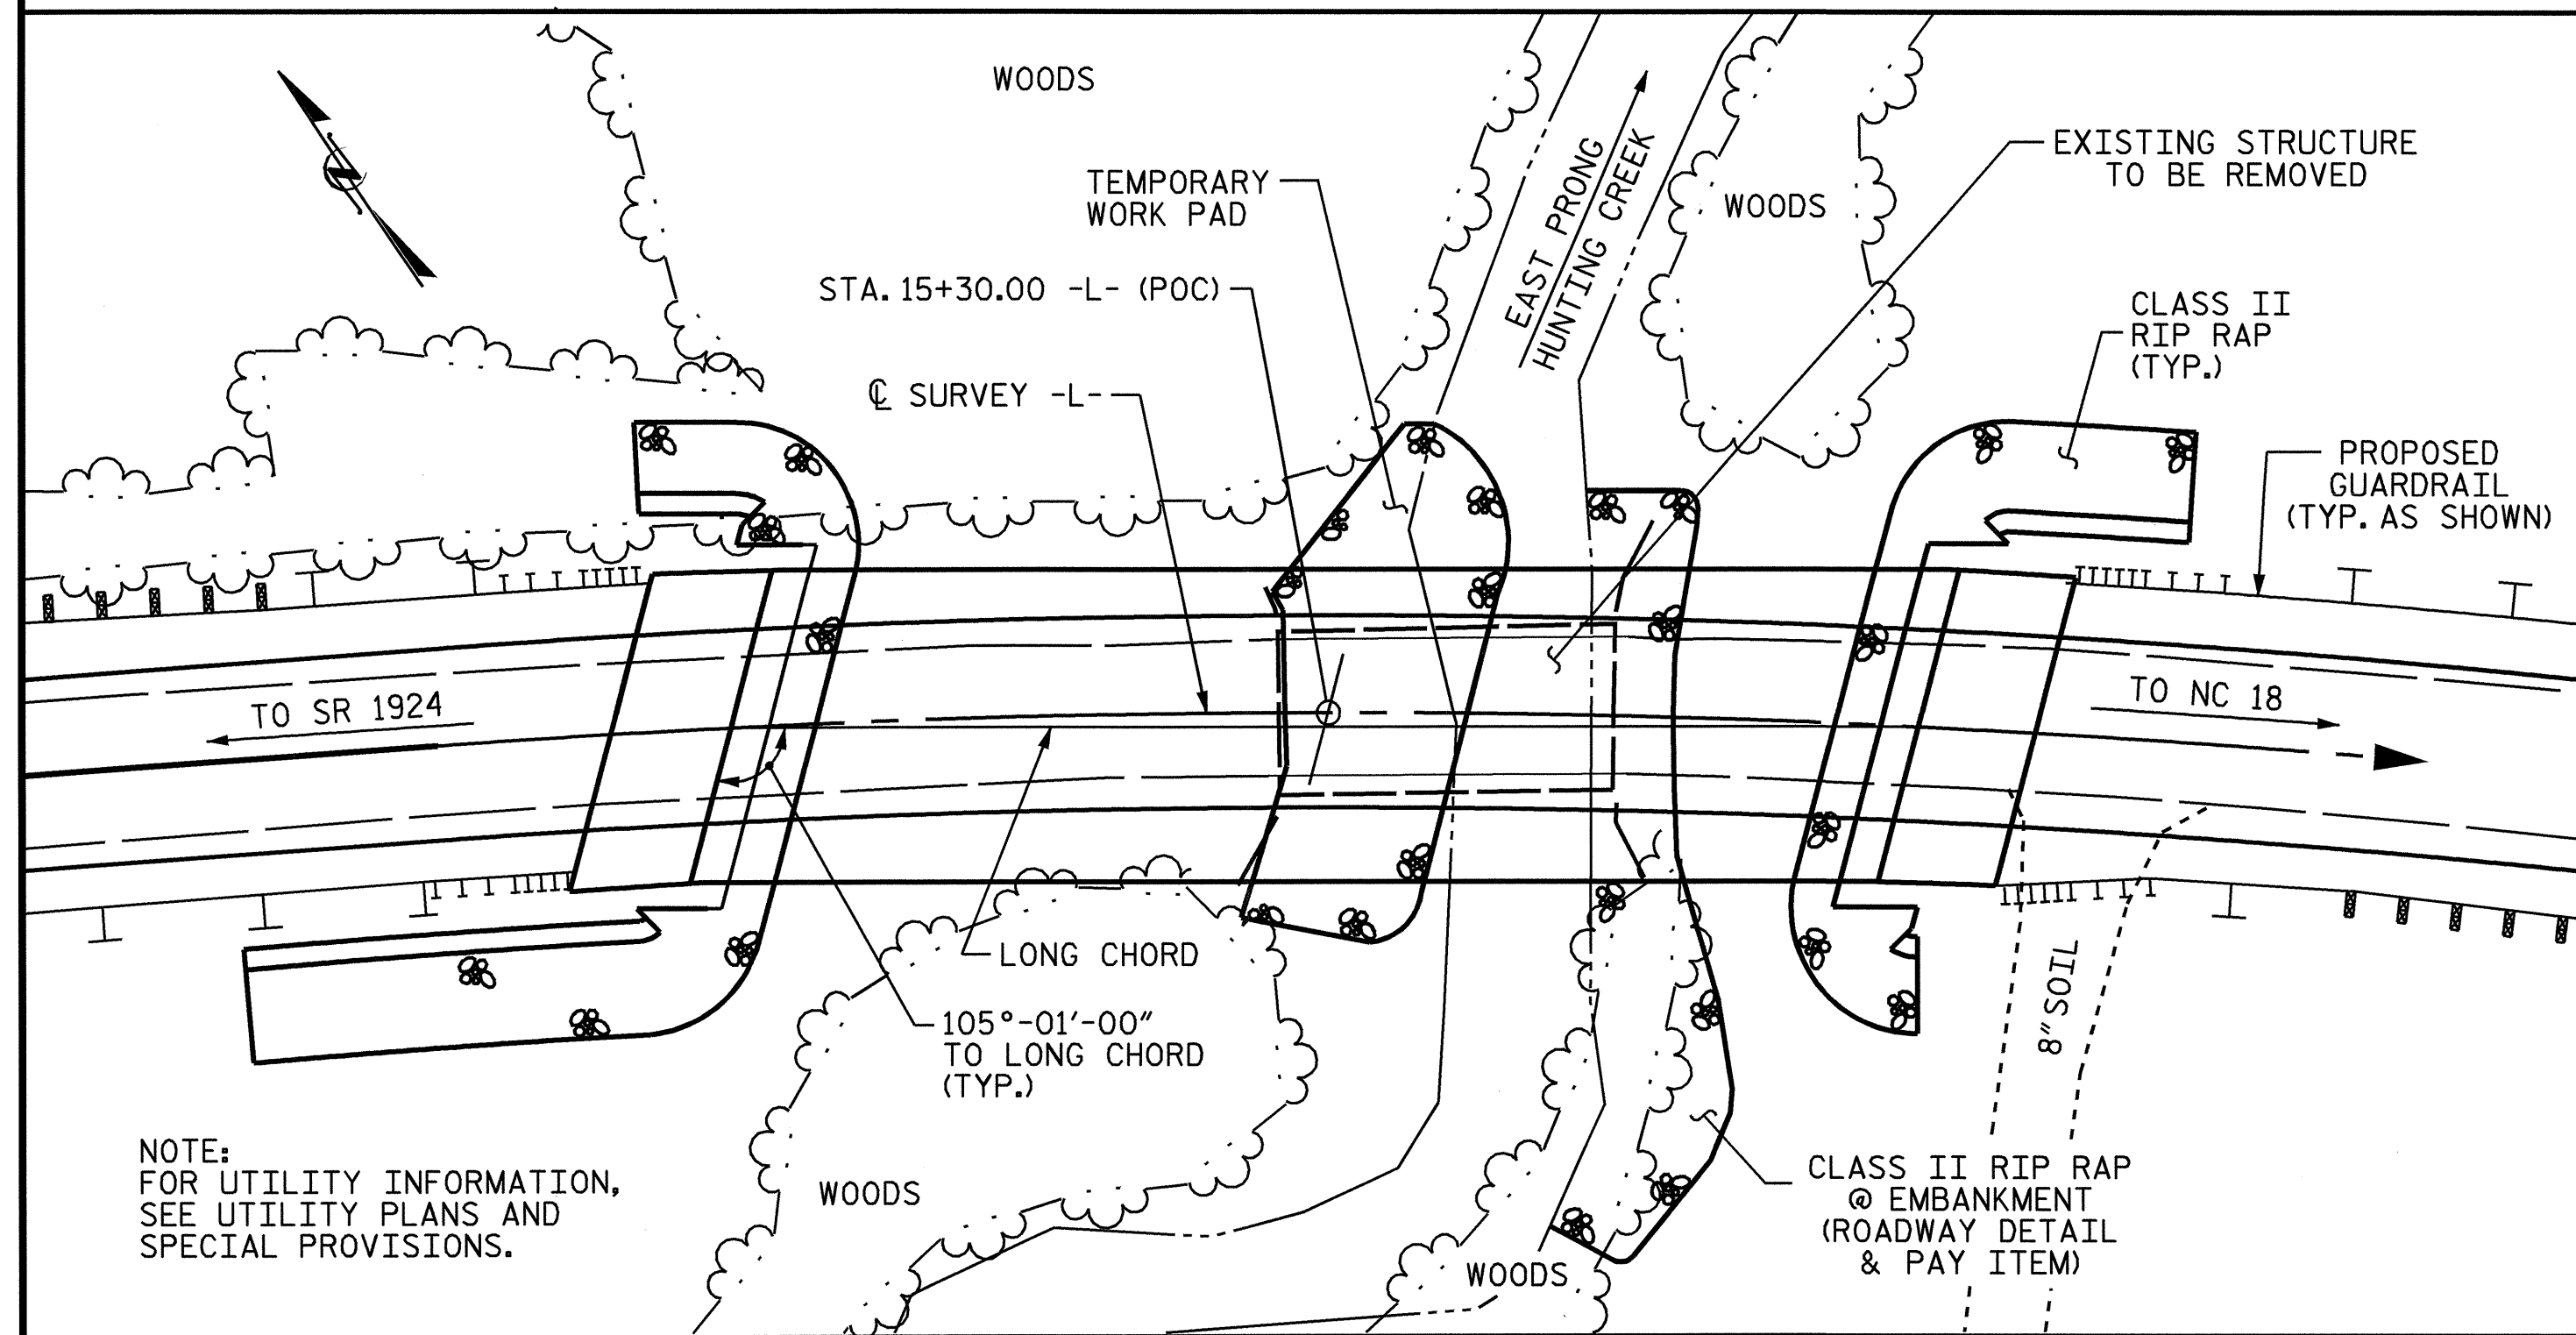 WOODS
TEMPORARY
WORK PAD
STA. 15+30.00 -L- (POC)
℄ SURVEY -L-
EAST PRONG
HUNTING CREEK
WOODS
EXISTING STRUCTURE
TO BE REMOVED
CLASS II
RIP RAP
(TYP.)
PROPOSED
GUARDRAIL
(TYP. AS SHOWN)
N
TO SR 1924
TO NC 18
LONG CHORD
105°-01'-00"
TO LONG CHORD
(TYP.)
8" SOIL
NOTE:
FOR UTILITY INFORMATION,
SEE UTILITY PLANS AND
SPECIAL PROVISIONS.
WOODS
WOODS
CLASS II RIP RAP
@ EMBANKMENT
(ROADWAY DETAIL
& PAY ITEM)